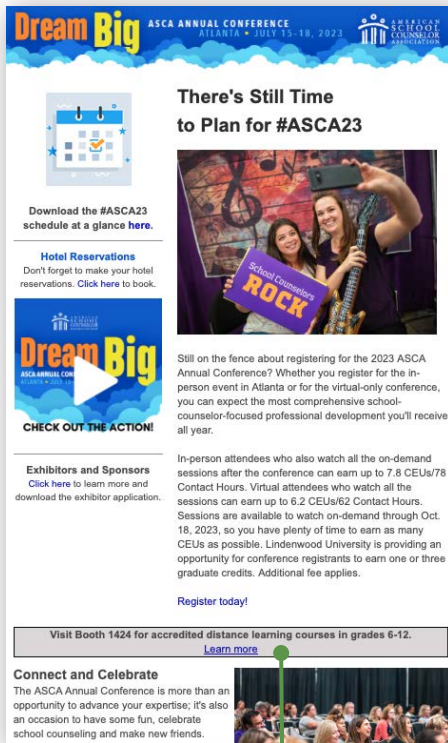 Dream Big
ASCA ANNUAL CONFERENCE
ATLANTA • JULY 15-18, 2023
AMERICAN
SCHOOL
COUNSELOR
ASSOCIATION
Download the #ASCA23
schedule at a glance here.
Hotel Reservations
Don't forget to make your hotel
reservations. Click here to book.
AMERICAN
SCHOOL
COUNSELOR
ASSOCIATION
Dream Big
ASCA ANNUAL CON
ATLANTA • JULY 15-1
CHECK OUT THE ACTION!
Exhibitors and Sponsors
Click here to learn more and
download the exhibitor application.
There's Still Time
to Plan for #ASCA23
School Counselors
ROCK
Still on the fence about registering for the 2023 ASCA
Annual Conference? Whether you register for the in-
person event in Atlanta or for the virtual-only conference,
you can expect the most comprehensive school-
counselor-focused professional development you'll receive
all year.
In-person attendees who also watch all the on-demand
sessions after the conference can earn up to 7.8 CEUs/78
Contact Hours. Virtual attendees who watch all the
sessions can earn up to 6.2 CEUs/62 Contact Hours.
Sessions are available to watch on-demand through Oct.
18, 2023, so you have plenty of time to earn as many
CEUs as possible. Lindenwood University is providing an
opportunity for conference registrants to earn one or three
graduate credits. Additional fee applies.
Register today!
Visit Booth 1424 for accredited distance learning courses in grades 6-12.
Learn more
Connect and Celebrate
The ASCA Annual Conference is more than an
opportunity to advance your expertise; it's also
an occasion to have some fun, celebrate
school counseling and make new friends.